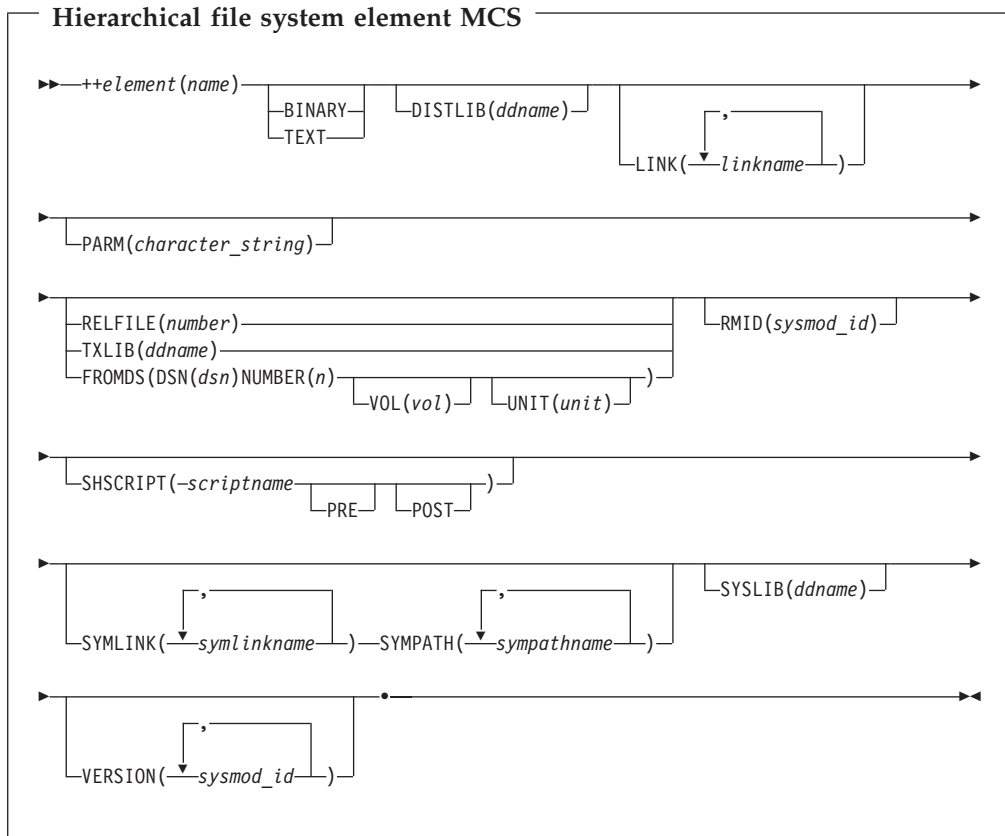 Hierarchical file system element MCS
++element(name)
BINARY
TEXT
DISTLIB(ddname)
,
LINK( linkname )
PARM(character_string)
RELFILE(number)
TXLIB(ddname)
FROMDS(DSN(dsn)NUMBER(n) )
VOL(vol) UNIT(unit)
RMID(sysmod_id)
SHSCRIPT( scriptname )
PRE POST
, ,
SYMLINK( symlinkname ) SYMPATH( sympathname )
SYSLIB(ddname)
.
,
VERSION( sysmod_id )